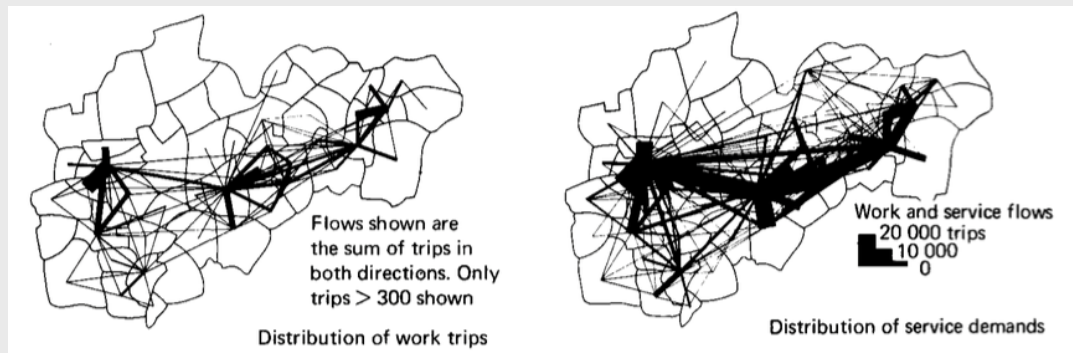 Flows shown are
the sum of trips in
both directions. Only
trips > 300 shown
Distribution of work trips
Work and service flows
20 000 trips
10 000
0
Distribution of service demands